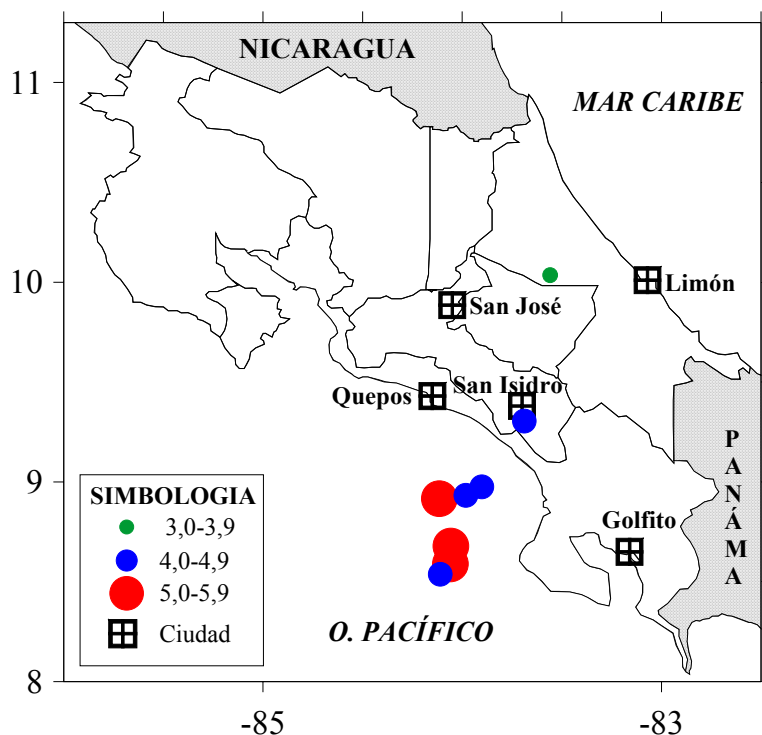 NICARAGUA
11
MAR CARIBE
10
Limón
San José
San Isidro
Quepos
9
PANÁMA
SIMBOLOGIA
3,0-3,9
4,0-4,9
5,0-5,9
Ciudad
Golfito
O. PACÍFICO
8
-85
-83